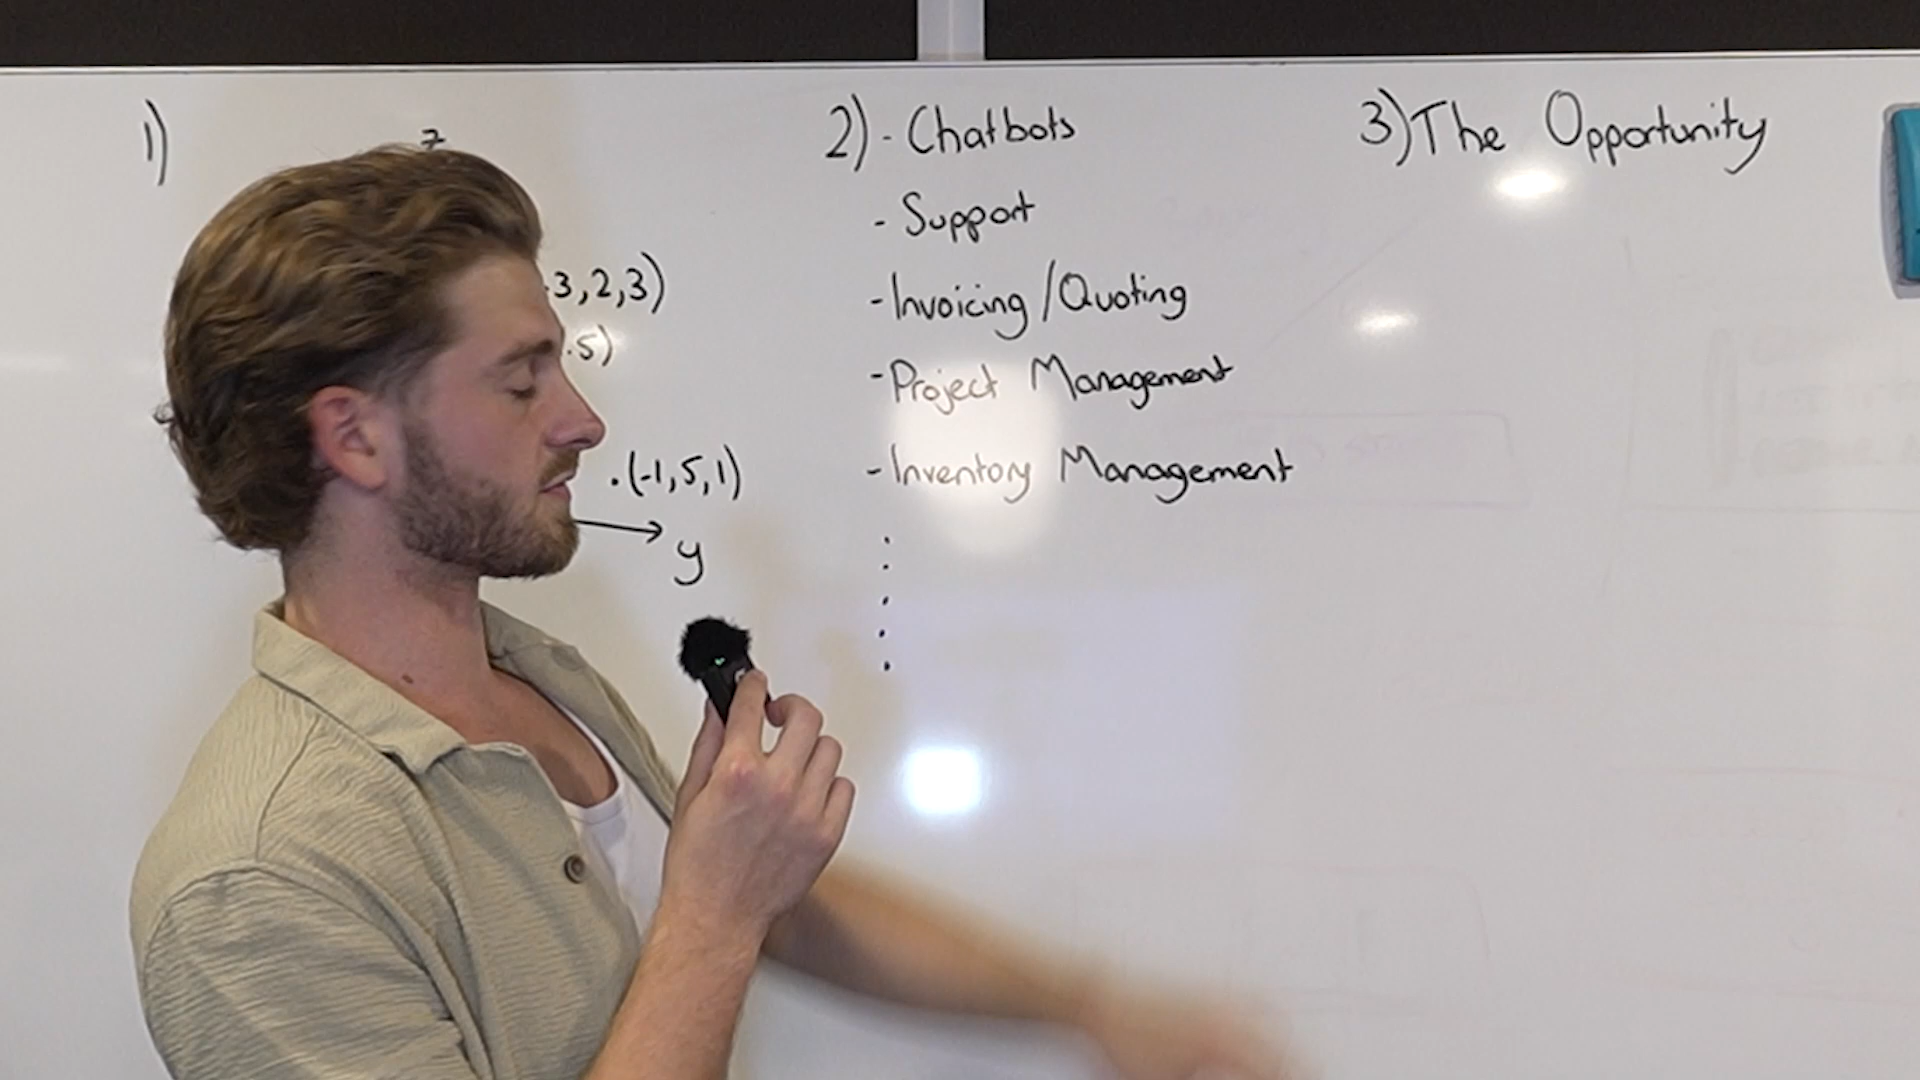 1)
z
3,2,3)
.5)
.(-1,5,1)
y
2) - Chatbots
- Support
- Invoicing / Quoting
- Project Management
- Inventory Management
3) The Opportunity